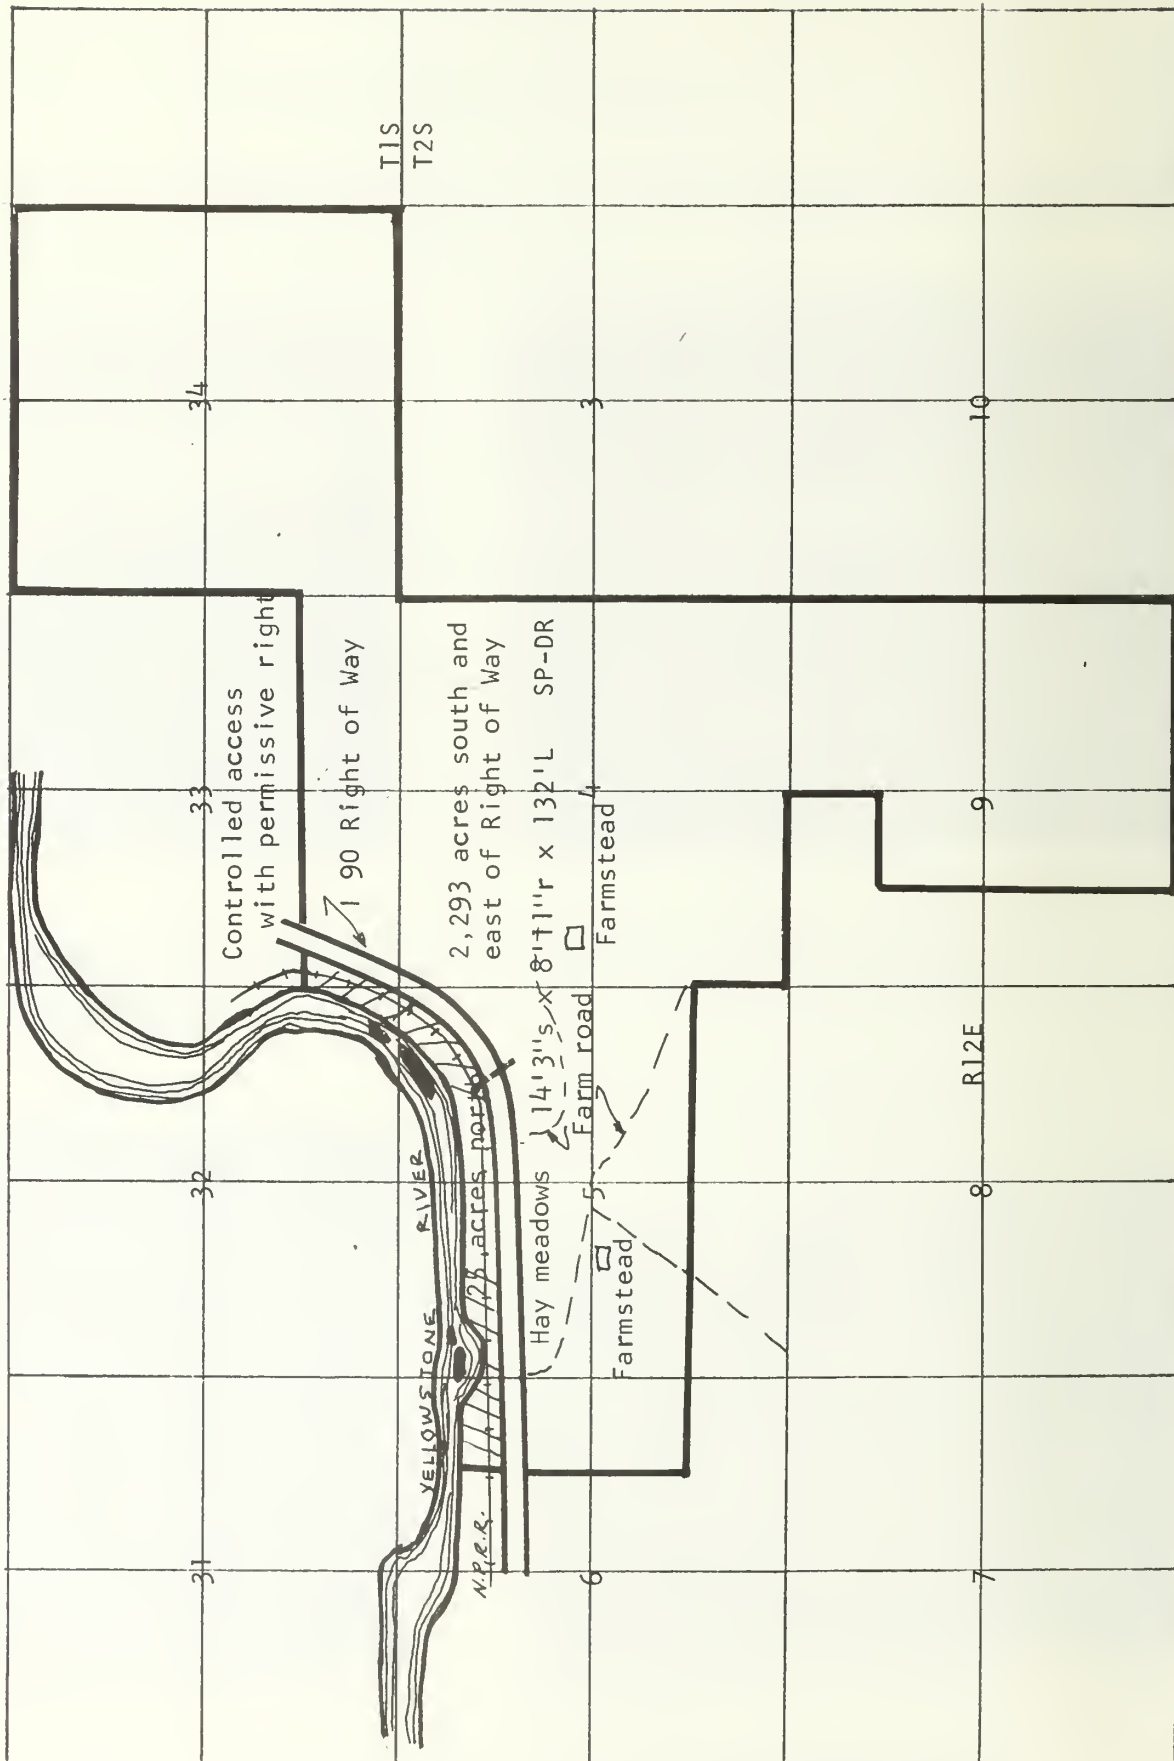 T1S
T2S
34
3
10
Controlled access
with permissive right
33
I 90 Right of Way
2,293 acres south and
east of Right of Way
14'3"s x 8'11"r x 132'L SP-DR
4
Farmstead
9
Farm road
R12E
32
RIVER
YELLOWSTONE
acres north
Hay meadows
5
Farmstead
8
31
N.P.R.R.
6
7